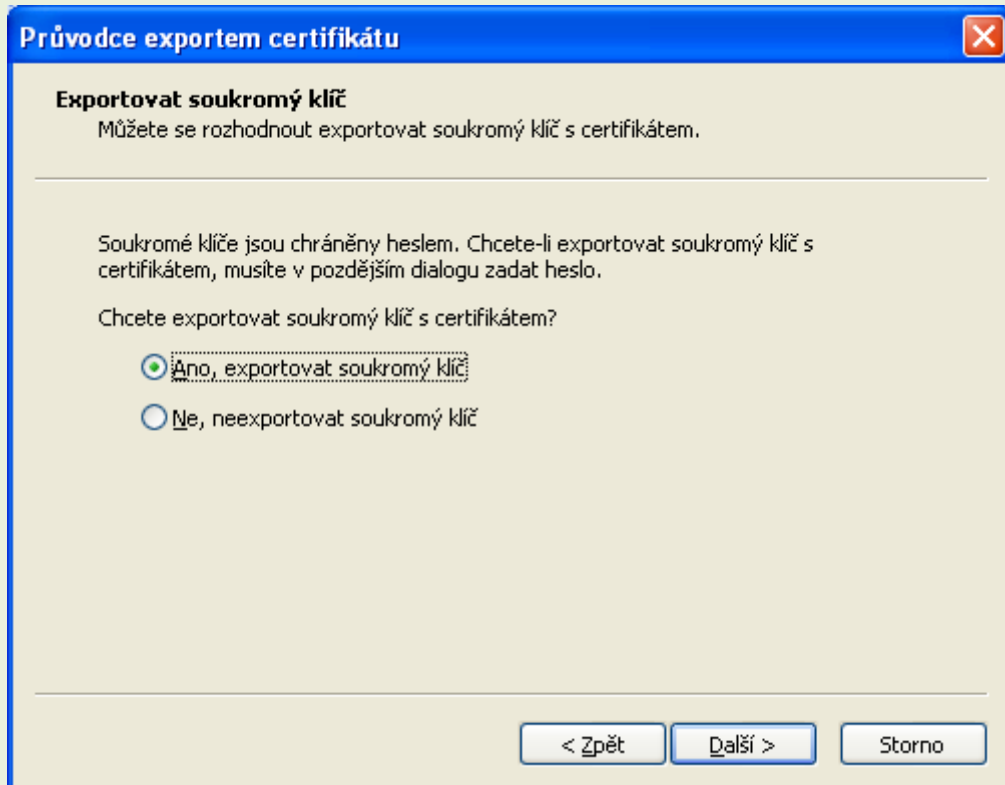 Průvodce exportem certifikátu
Exportovat soukromý klíč
Můžete se rozhodnout exportovat soukromý klíč s certifikátem.
Soukromé klíče jsou chráněny heslem. Chcete-li exportovat soukromý klíč s
certifikátem, musíte v pozdějším dialogu zadat heslo.
Chcete exportovat soukromý klíč s certifikátem?
Ano, exportovat soukromý klíč
Ne, neexportovat soukromý klíč
< Zpět Další > Storno